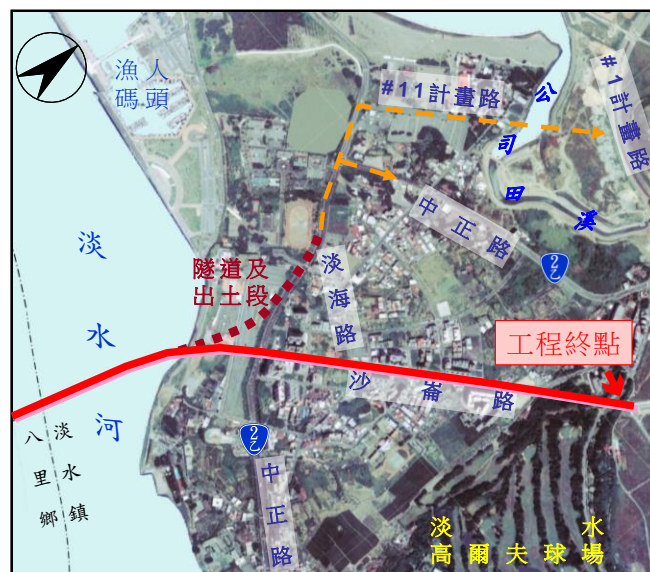 漁人
碼頭
#11計畫路
公司田溪
#1計畫路
中正路
2乙
隧道及
出土段
淡海路
淡水河
工程終點
沙崙路
2乙
中正路
八里鄉
淡水鎮
淡水
高爾夫球場